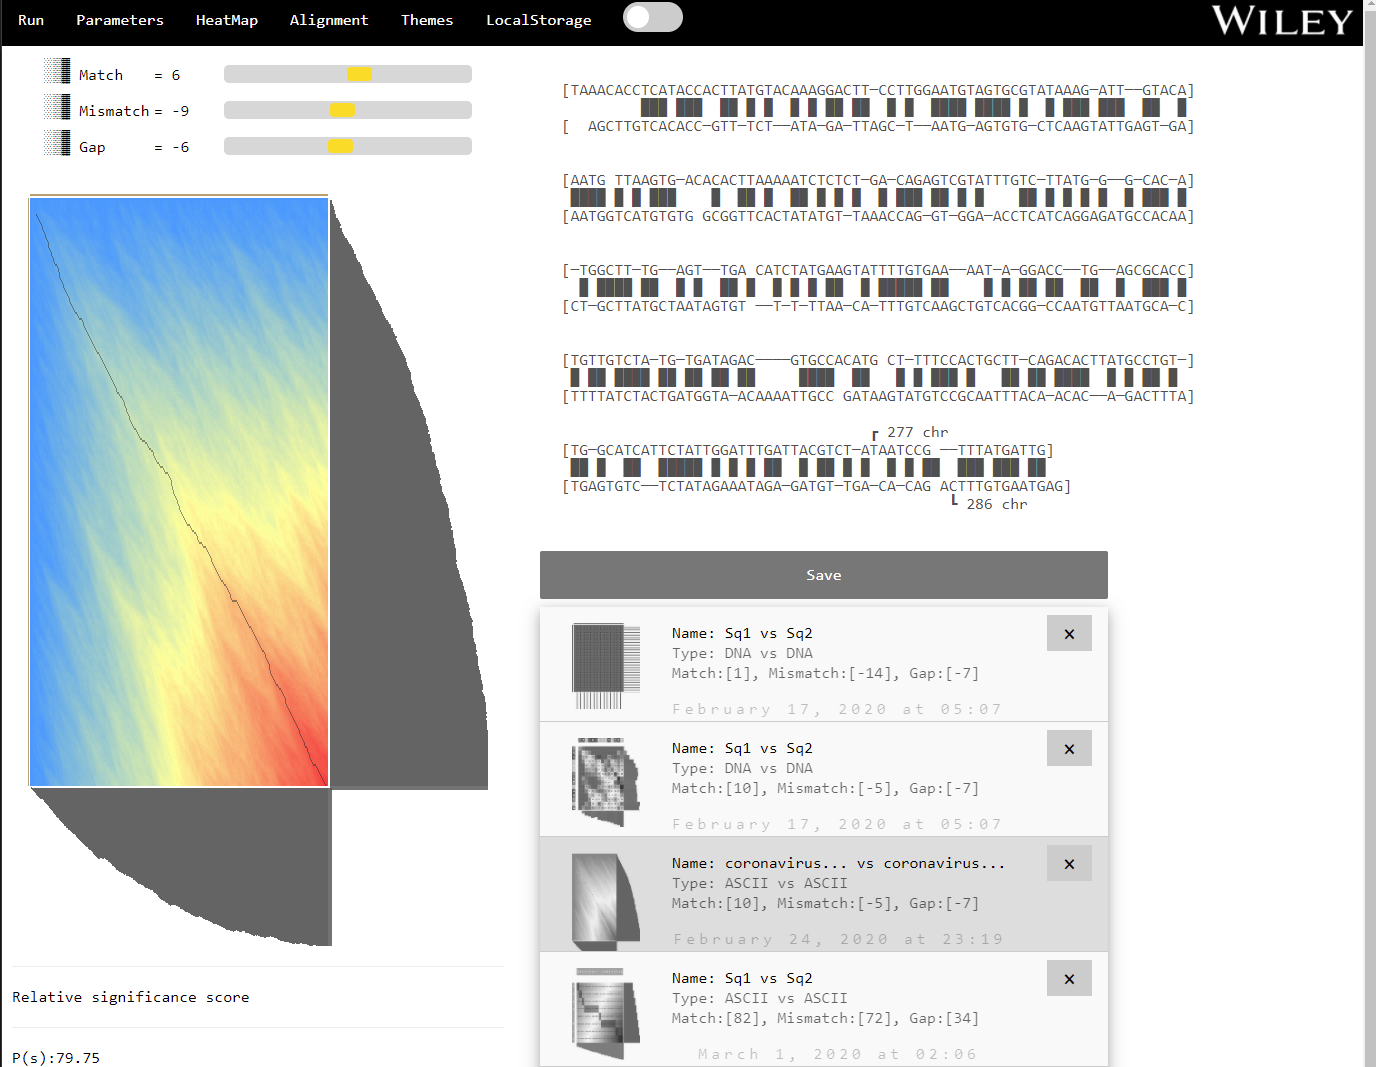 Run Parameters HeatMap Alignment Themes LocalStorage WILEY
Match = 6
Mismatch = -9
Gap = -6
[TAAACACCTCATACCACTTATGTACAAAGGACTT-CCTTGGAATGTAGTGCGTATAAAG-ATT--GTACA]
[  AGCTTGTCACACC-GTT-TCT--ATA-GA-TTAGC-T--AATG-AGTGTG-CTCAAGTATTGAGT-GA]
[AATG TTAAGTG-ACACACTTAAAAATCTCTCT-GA-CAGAGTCGTATTTGTC-TTATG-G--G-CAC-A]
[AATGGTCATGTGTG GCGGTTCACTATATGT-TAAACCAG-GT-GGA-ACCTCATCAGGAGATGCCACAA]
[-TGGCTT-TG--AGT--TGA CATCTATGAAGTATTTTGTGAA--AAT-A-GGACC--TG--AGCGCACC]
[CT-GCTTATGCTAATAGTGT --T-T-TTAA-CA-TTTGTCAAGCTGTCACGG-CCAATGTTAATGCA-C]
[TGTTGTCTA-TG-TGATAGAC----GTGCCACATG CT-TTTCCACTGCTT-CAGACACTTATGCCTGT-]
[TTTTATCTACTGATGGTA-ACAAAATTGCC GATAAGTATGTCCGCAATTTACA-ACAC--A-GACTTTA]
277 chr
[TG-GCATCATTCTATTGGATTTGATTACGTCT-ATAATCCG --TTTATGATTG]
[TGAGTGTC--TCTATAGAAATAGA-GATGT-TGA-CA-CAG ACTTTGTGAATGAG]
286 chr
Save
Name: Sq1 vs Sq2
Type: DNA vs DNA
Match:[1], Mismatch:[-14], Gap:[-7]
February 17, 2020 at 05:07
×
Name: Sq1 vs Sq2
Type: DNA vs DNA
Match:[10], Mismatch:[-5], Gap:[-7]
February 17, 2020 at 05:07
×
Name: coronavirus... vs coronavirus...
Type: ASCII vs ASCII
Match:[10], Mismatch:[-5], Gap:[-7]
February 24, 2020 at 23:19
×
Name: Sq1 vs Sq2
Type: ASCII vs ASCII
Match:[82], Mismatch:[72], Gap:[34]
March 1, 2020 at 02:06
×
Relative significance score
P(s):79.75